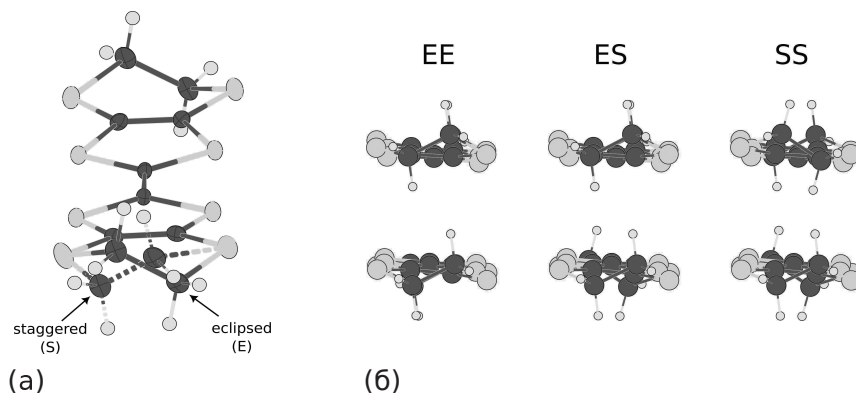 EE ES SS
staggered
(S)
eclipsed
(E)
(a) (б)